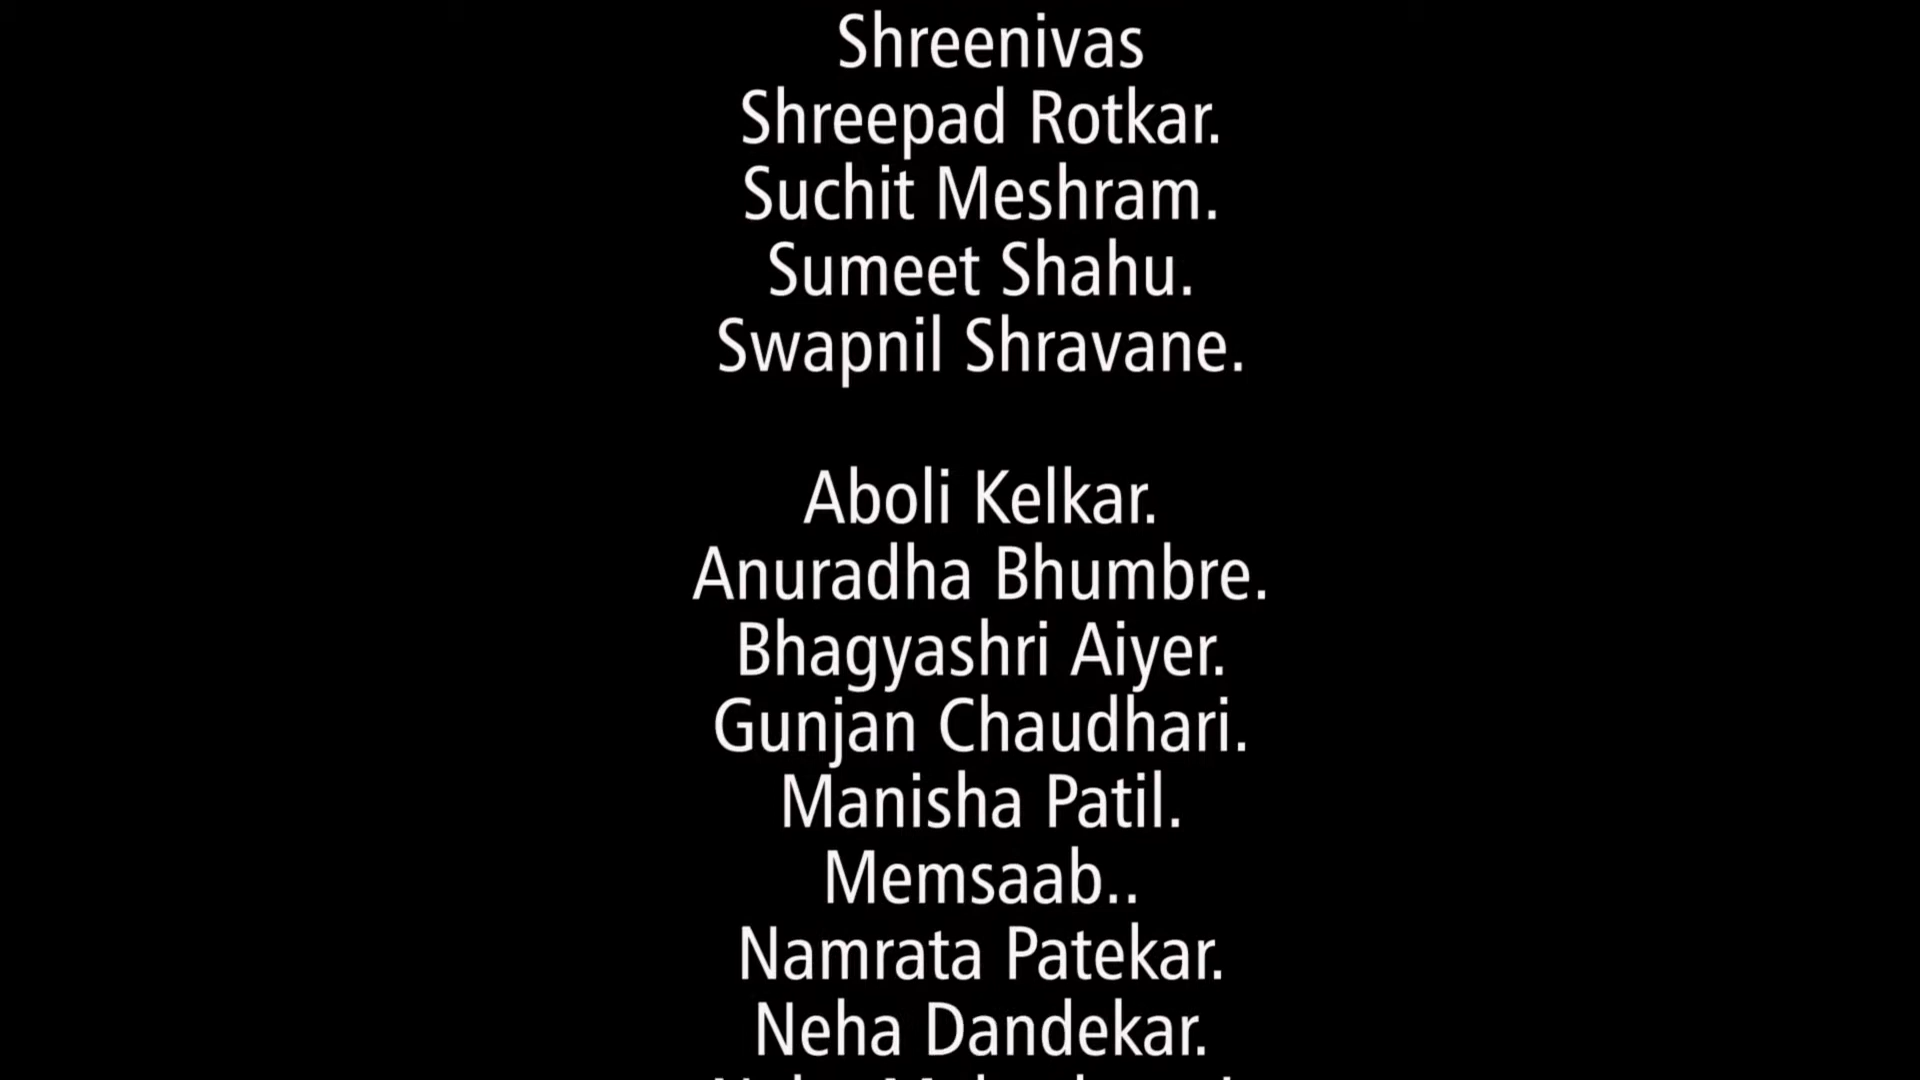 Shreenivas
Shreepad Rotkar.
Suchit Meshram.
Sumeet Shahu.
Swapnil Shravane.
Aboli Kelkar.
Anuradha Bhumbre.
Bhagyashri Aiyer.
Gunjan Chaudhari.
Manisha Patil.
Memsaab..
Namrata Patekar.
Neha Dandekar.